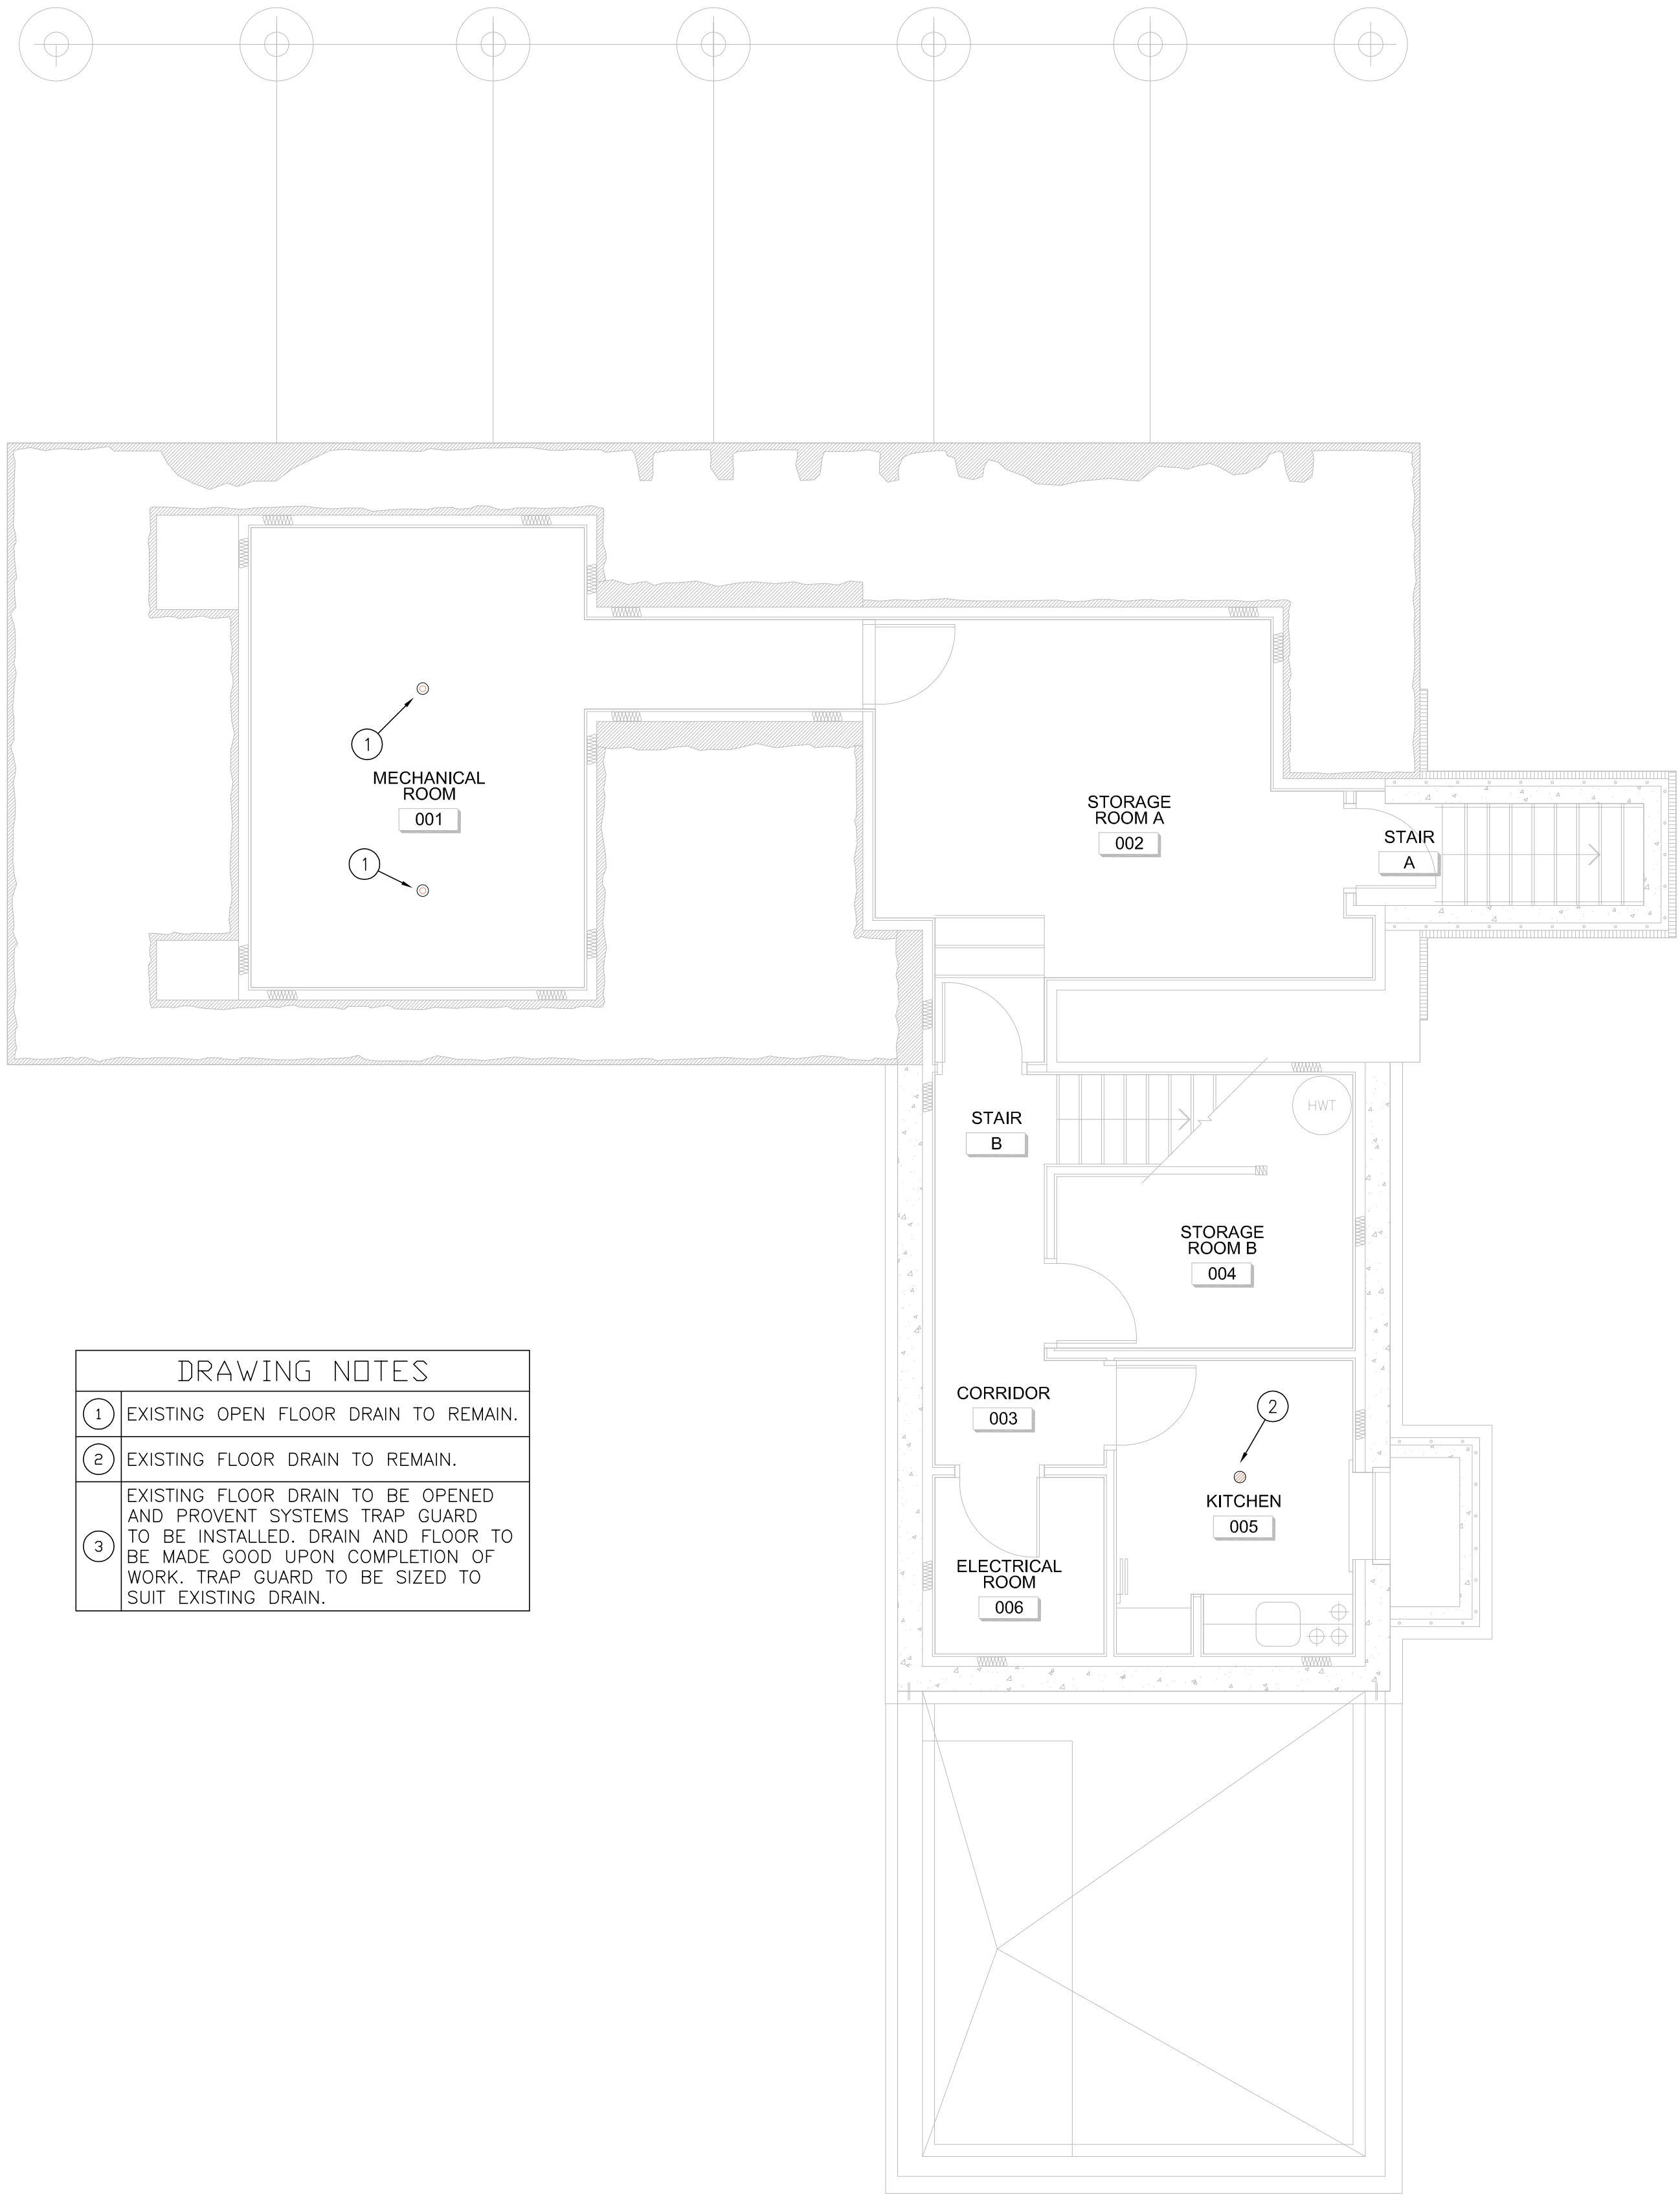 1
MECHANICAL
ROOM
001
1
STORAGE
ROOM A
002
STAIR
A
STAIR
B
HWT
STORAGE
ROOM B
004
CORRIDOR
003
2
KITCHEN
005
ELECTRICAL
ROOM
006
DRAWING NOTES
1 EXISTING OPEN FLOOR DRAIN TO REMAIN.
2 EXISTING FLOOR DRAIN TO REMAIN.
3 EXISTING FLOOR DRAIN TO BE OPENED
AND PROVENT SYSTEMS TRAP GUARD
TO BE INSTALLED. DRAIN AND FLOOR TO
BE MADE GOOD UPON COMPLETION OF
WORK. TRAP GUARD TO BE SIZED TO
SUIT EXISTING DRAIN.